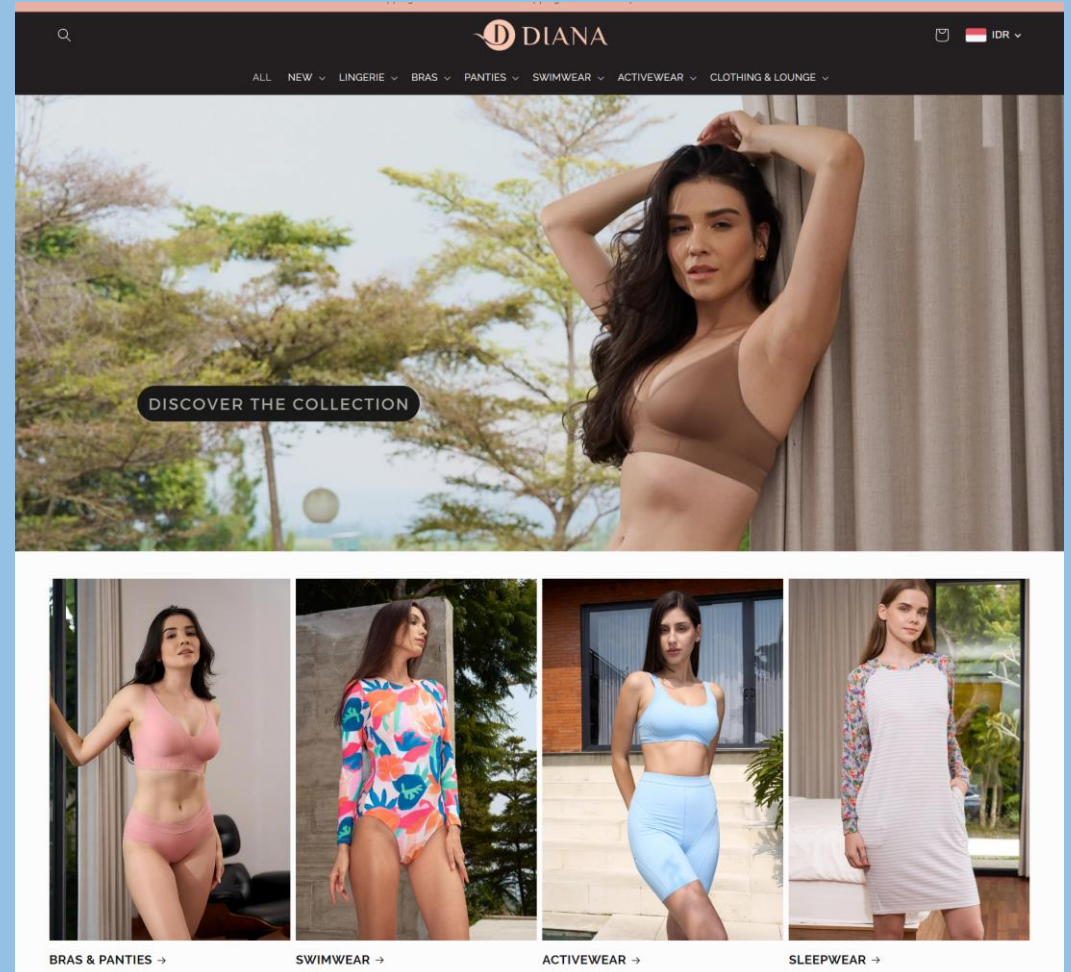 DIANA
IDR
ALL NEW LINGERIE BRAS PANTIES SWIMWEAR ACTIVEWEAR CLOTHING & LOUNGE
DISCOVER THE COLLECTION
BRAS & PANTIES → SWIMWEAR → ACTIVEWEAR → SLEEPWEAR →